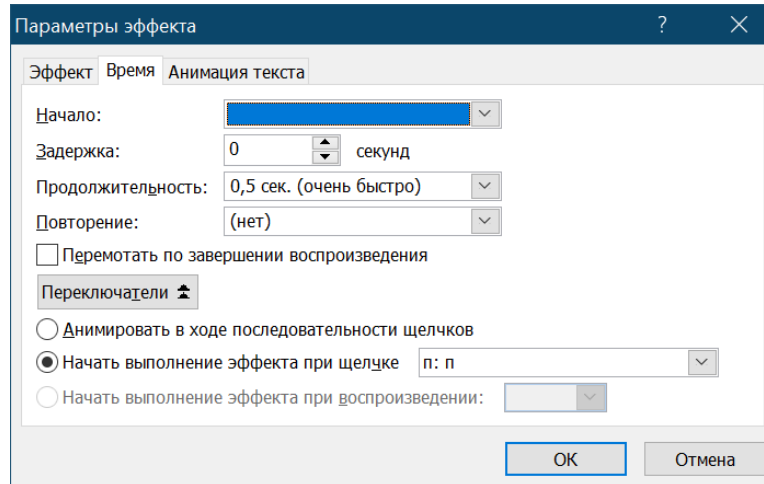 Параметры эффекта ?
Эффект Время Анимация текста
Начало:
Задержка: 0 секунд
Продолжительность: 0,5 сек. (очень быстро)
Повторение: (нет)
Перемотать по завершении воспроизведения
Переключатели
Анимировать в ходе последовательности щелчков
Начать выполнение эффекта при щелчке п: п
Начать выполнение эффекта при воспроизведении:
ОК Отмена